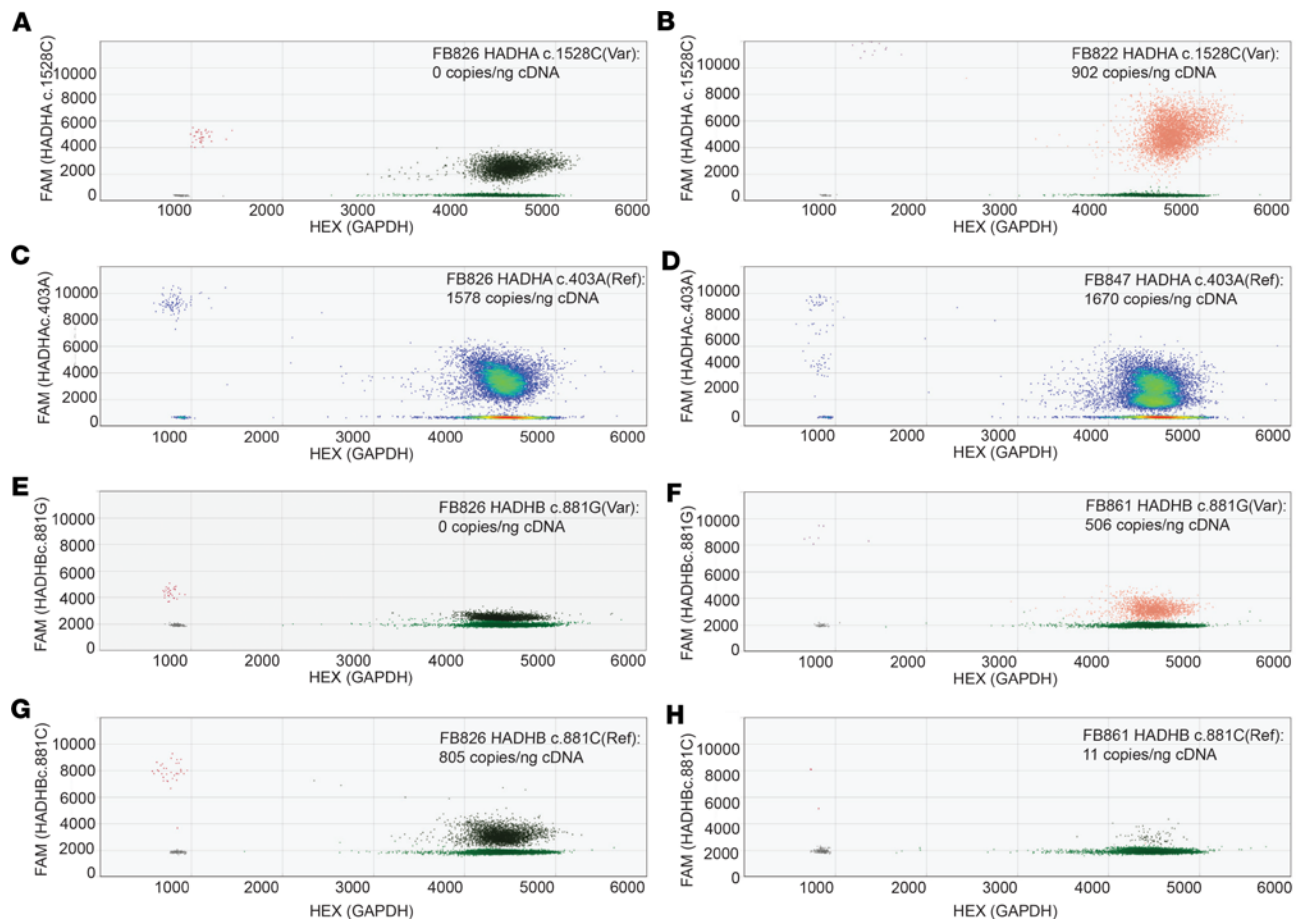 A
FAM (HADHA c.1528C)
FB826 HADHA c.1528C(Var):
0 copies/ng cDNA
10000
8000
6000
4000
2000
0
1000 2000 3000 4000 5000 6000
HEX (GAPDH)
B
FAM (HADHA c.1528C)
FB822 HADHA c.1528C(Var):
902 copies/ng cDNA
10000
8000
6000
4000
2000
0
1000 2000 3000 4000 5000 6000
HEX (GAPDH)
C
FAM (HADHAc.403A)
FB826 HADHA c.403A(Ref):
1578 copies/ng cDNA
10000
8000
6000
4000
2000
0
1000 2000 3000 4000 5000 6000
HEX (GAPDH)
D
FAM (HADHAc.403A)
FB847 HADHA c.403A(Ref):
1670 copies/ng cDNA
10000
8000
6000
4000
2000
0
1000 2000 3000 4000 5000 6000
HEX (GAPDH)
E
FAM (HADHBc.881G)
FB826 HADHB c.881G(Var):
0 copies/ng cDNA
10000
8000
6000
4000
2000
0
1000 2000 3000 4000 5000 6000
HEX (GAPDH)
F
FAM (HADHBc.881G)
FB861 HADHB c.881G(Var):
506 copies/ng cDNA
10000
8000
6000
4000
2000
0
1000 2000 3000 4000 5000 6000
HEX (GAPDH)
G
FAM (HADHBc.881C)
FB826 HADHB c.881C(Ref):
805 copies/ng cDNA
10000
8000
6000
4000
2000
0
1000 2000 3000 4000 5000 6000
HEX (GAPDH)
H
FAM (HADHBc.881C)
FB861 HADHB c.881C(Ref):
11 copies/ng cDNA
10000
8000
6000
4000
2000
0
1000 2000 3000 4000 5000 6000
HEX (GAPDH)